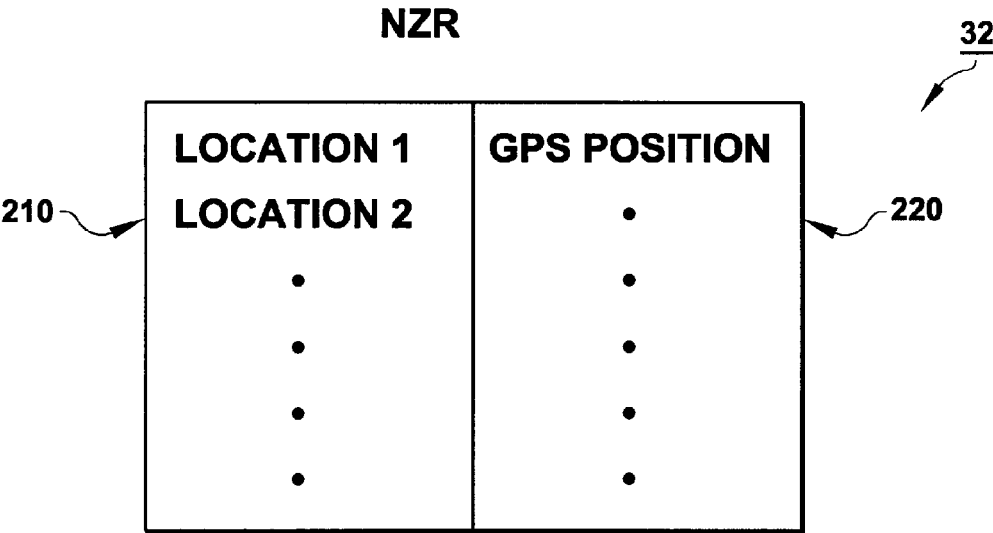 NZR
32
LOCATION 1 GPS POSITION
210 LOCATION 2 220